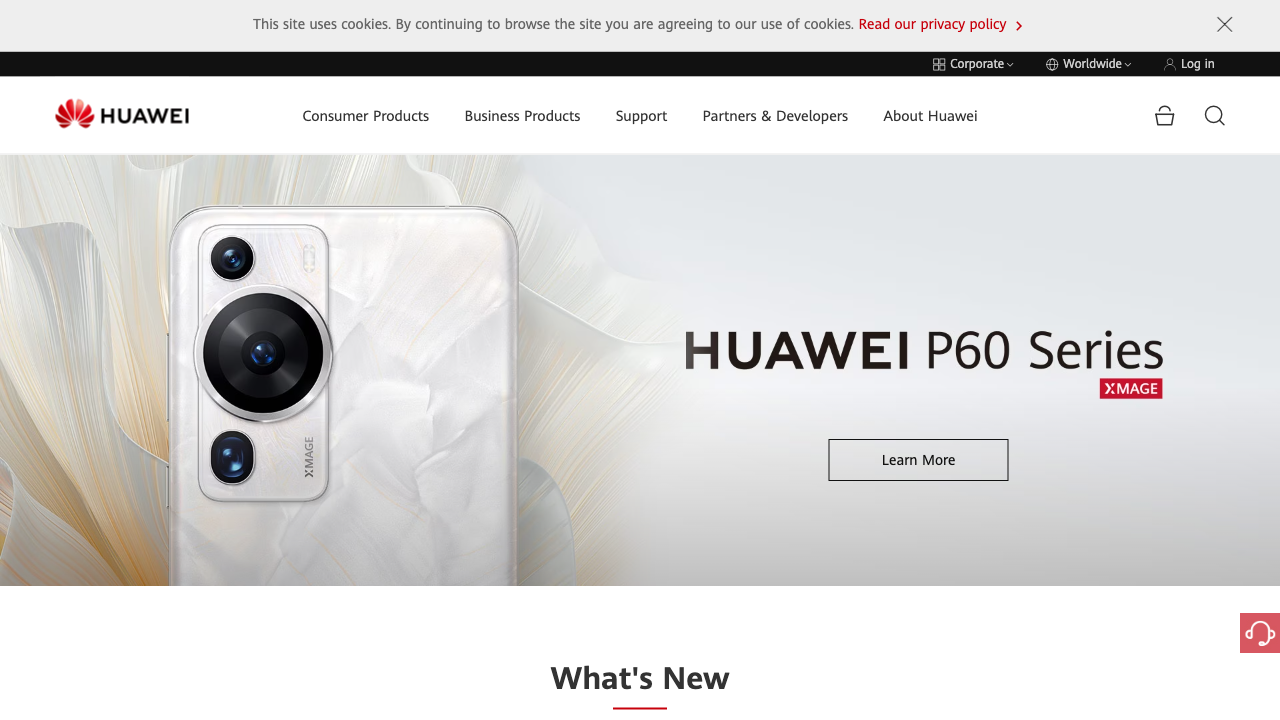 This site uses cookies. By continuing to browse the site you are agreeing to our use of cookies. Read our privacy policy
Corporate Worldwide Log in
HUAWEI Consumer Products Business Products Support Partners & Developers About Huawei
HUAWEI P60 Series
XMAGE
XMAGE
Learn More
What's New